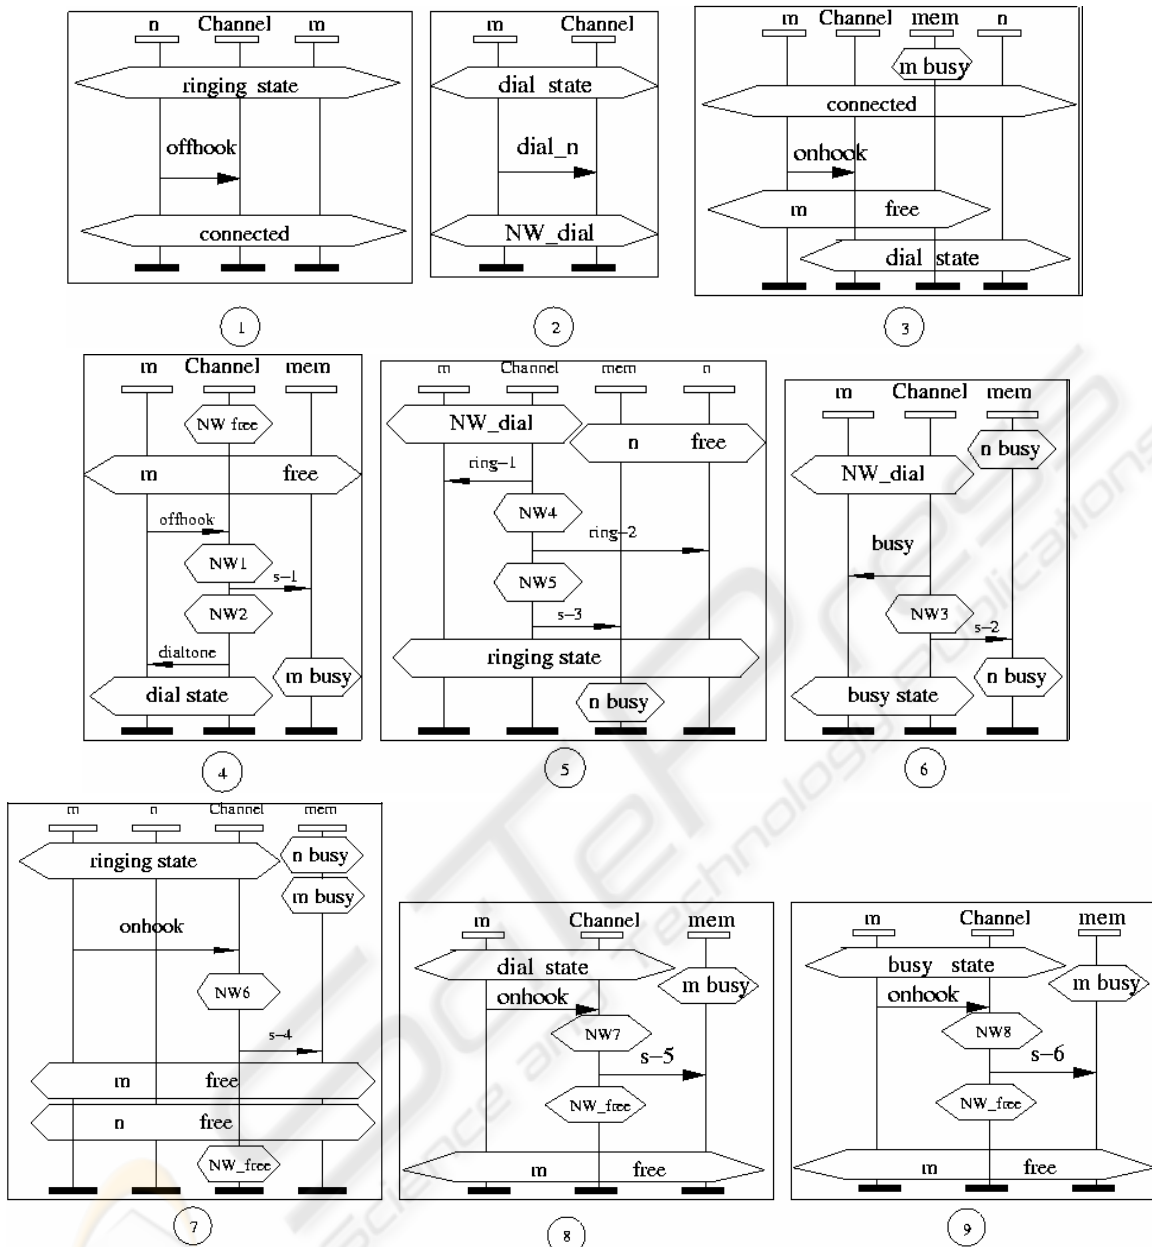 n Channel m
ringing state
offhook
connected
1
m Channel
dial state
dial_n
NW_dial
2
m Channel mem n
m busy
connected
onhook
m free
dial state
3
m Channel mem
NW free
m free
offhook
NW1
s-1
NW2
dialtone
m busy
dial state
4
m Channel mem n
NW_dial
n free
ring-1
NW4
ring-2
NW5
s-3
ringing state
n busy
5
m Channel mem
n busy
NW_dial
busy
NW3
s-2
n busy
busy state
6
m n Channel mem
n busy
ringing state
m busy
onhook
NW6
s-4
m free
n free
NW_free
7
m Channel mem
dial state
m busy
onhook
NW7
s-5
NW_free
m free
8
m Channel mem
busy state
m busy
onhook
NW8
s-6
NW_free
m free
9
SciTePress
Science and Technology Publications